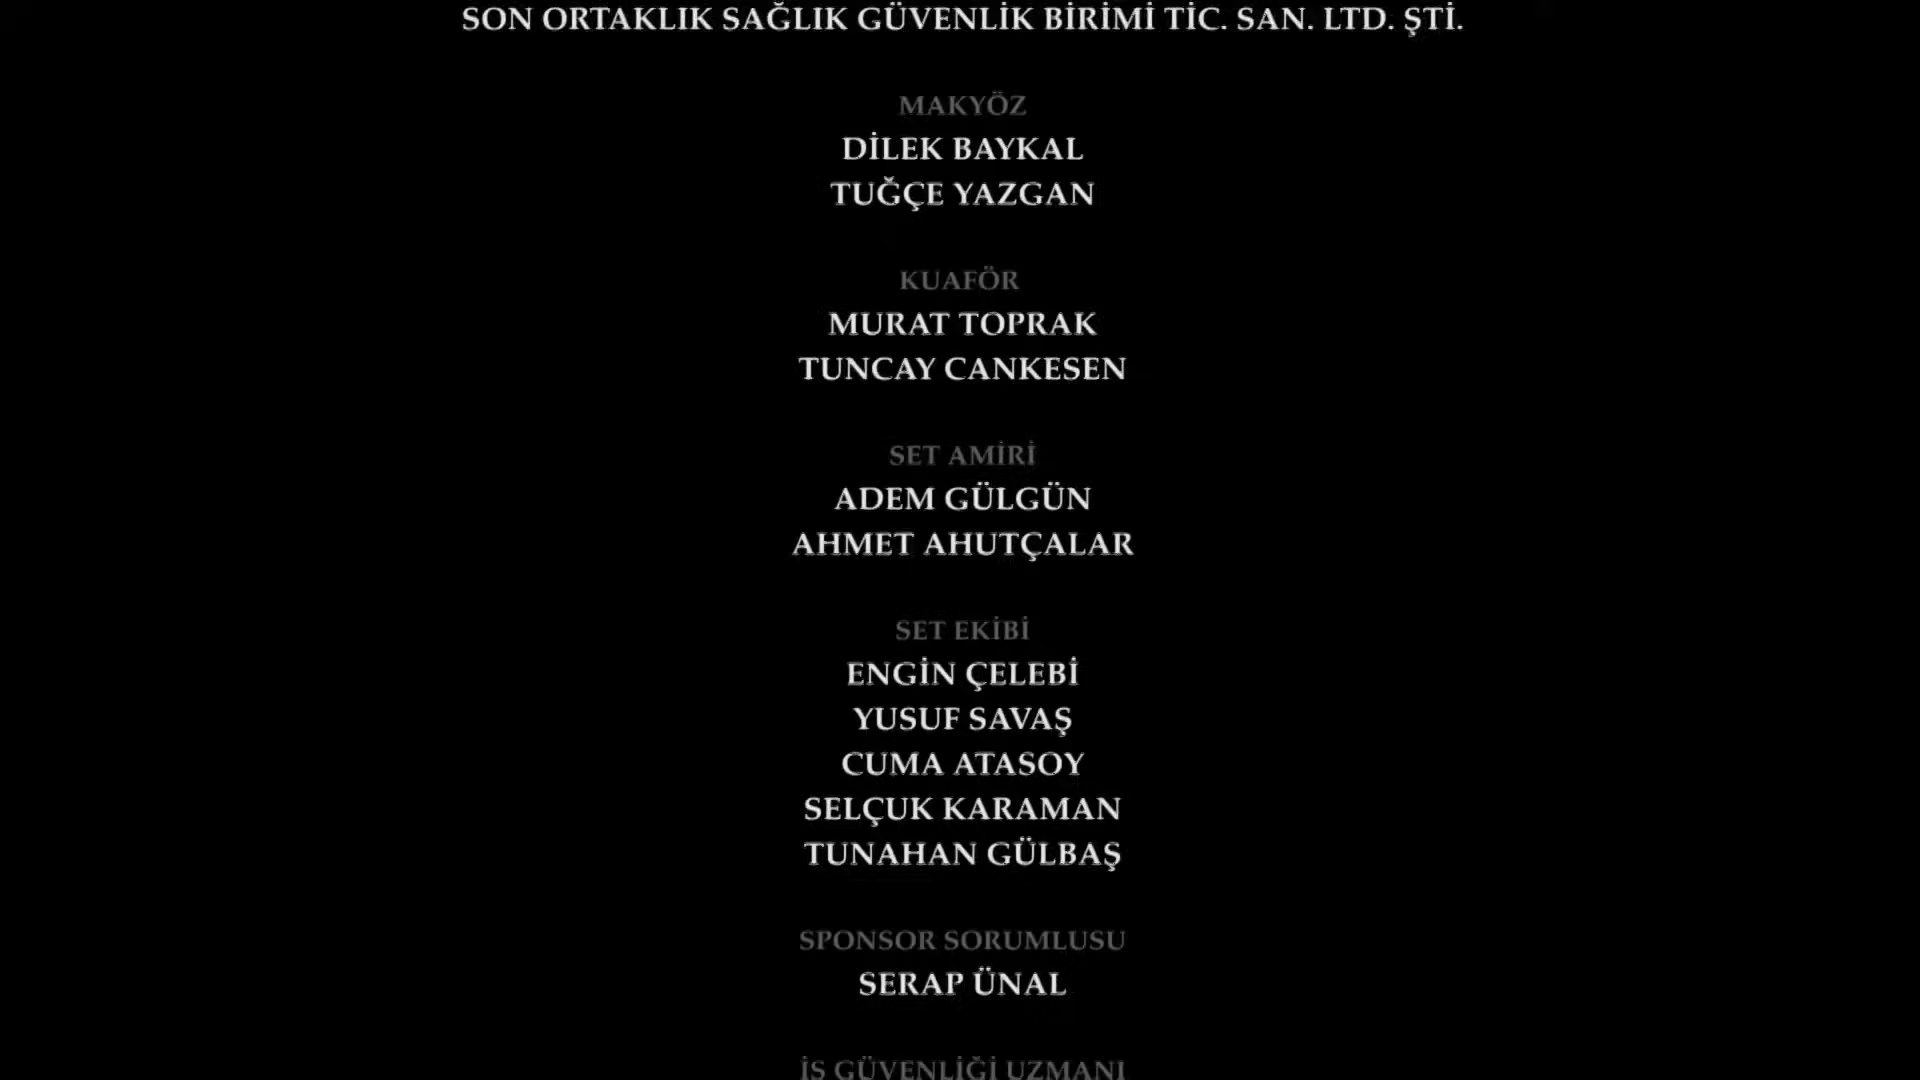 SON ORTAKLIK SAĞLIK GÜVENLİK BİRİMİ TİC. SAN. LTD. ŞTİ.
MAKYÖZ
DİLEK BAYKAL
TUĞÇE YAZGAN
KUAFÖR
MURAT TOPRAK
TUNCAY CANKESEN
SET AMİRİ
ADEM GÜLGÜN
AHMET AHUTÇALAR
SET EKİBİ
ENGİN ÇELEBİ
YUSUF SAVAŞ
CUMA ATASOY
SELÇUK KARAMAN
TUNAHAN GÜLBAŞ
SPONSOR SORUMLUSU
SERAP ÜNAL
İŞ GÜVENLİĞİ UZMANI